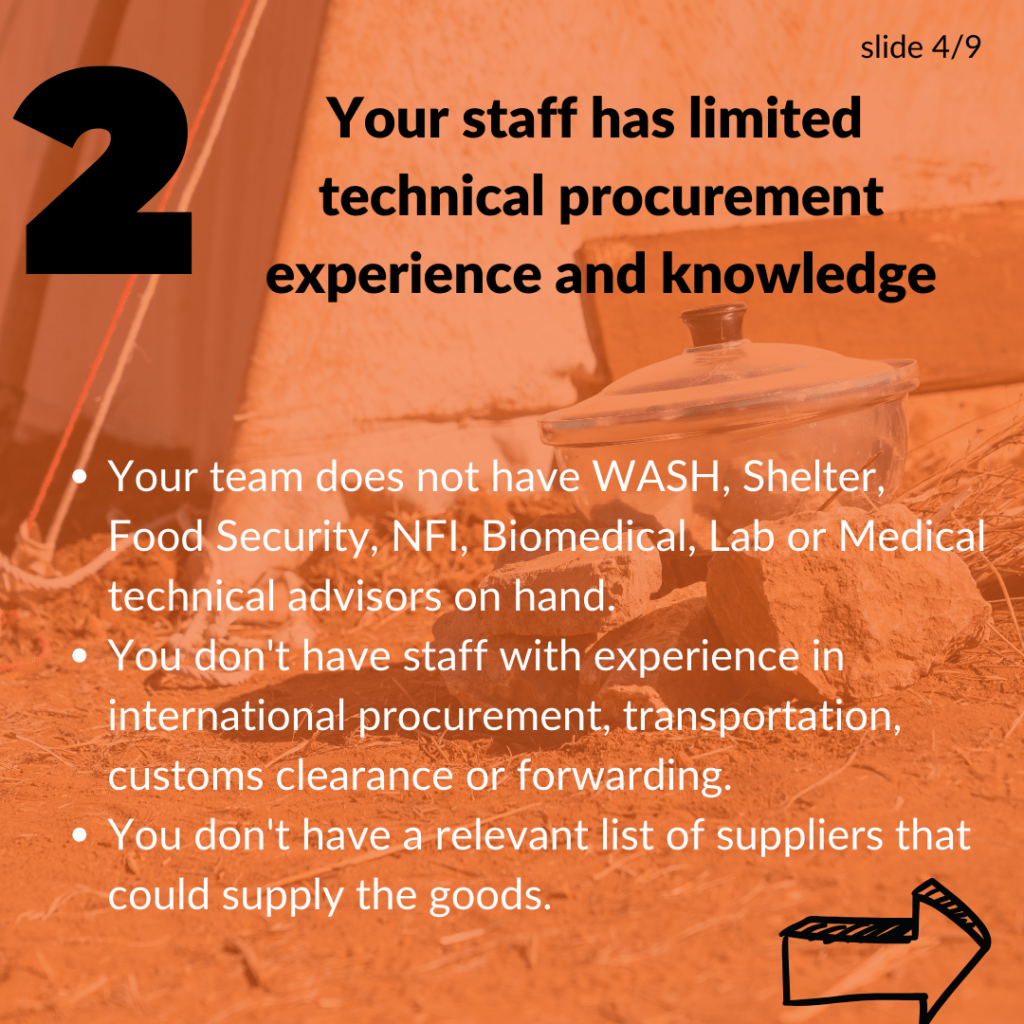 slide 4/9
2
Your staff has limited
technical procurement
experience and knowledge
• Your team does not have WASH, Shelter,
Food Security, NFI, Biomedical, Lab or Medical
technical advisors on hand.
• You don't have staff with experience in
international procurement, transportation,
customs clearance or forwarding.
• You don't have a relevant list of suppliers that
could supply the goods.